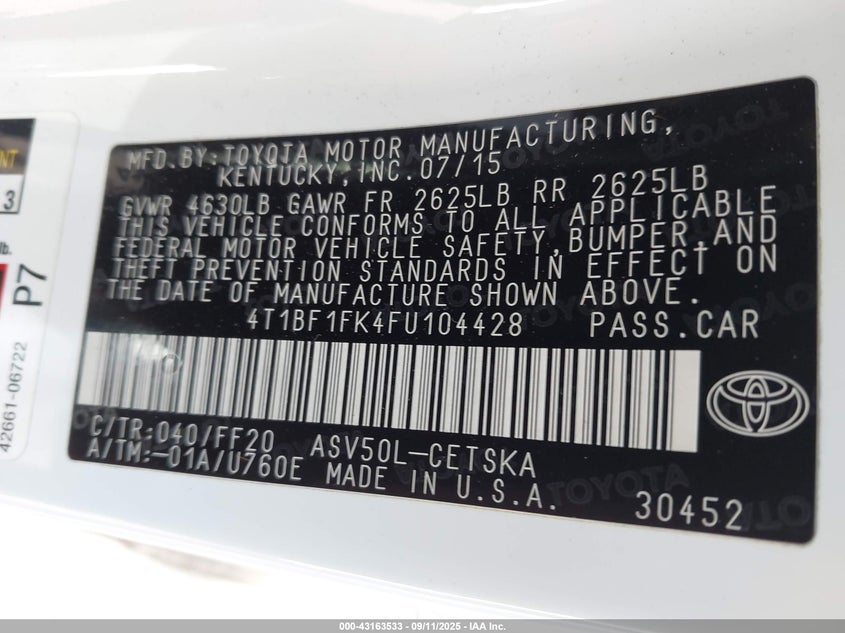 MFD.BY:TOYOTA MOTOR MANUFACTURING,
KENTUCKY,INC.07/15
GVWR 4630LB GAWR FR 2625LB RR 2625LB
THIS VEHICLE CONFORMS TO ALL APPLICABLE
FEDERAL MOTOR VEHICLE SAFETY,BUMPER,AND
THEFT PREVENTION STANDARDS IN EFFECT ON
THE DATE OF MANUFACTURE SHOWN ABOVE.
4T1BF1FK4FU104428 PASS.CAR
C/TR:040/FF20 ASV50L-CETSKA
A/TM:-01A/U760E MADE IN U.S.A.
30452
3
lb.
P7
42661-06722
000-43163533 - 09/11/2025 - IAA Inc.